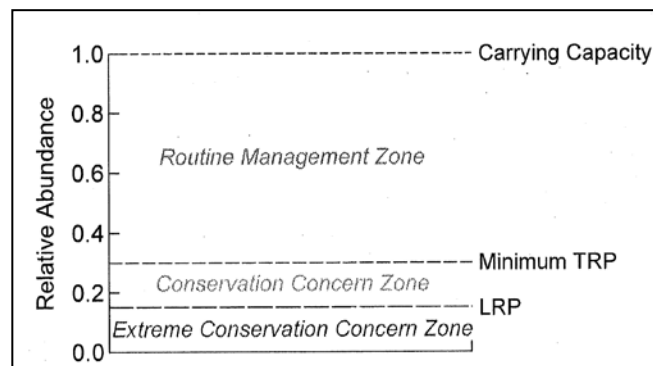 Relative Abundance
1.0
0.8
0.6
0.4
0.2
0.0
Carrying Capacity
Routine Management Zone
Minimum TRP
Conservation Concern Zone
LRP
Extreme Conservation Concern Zone